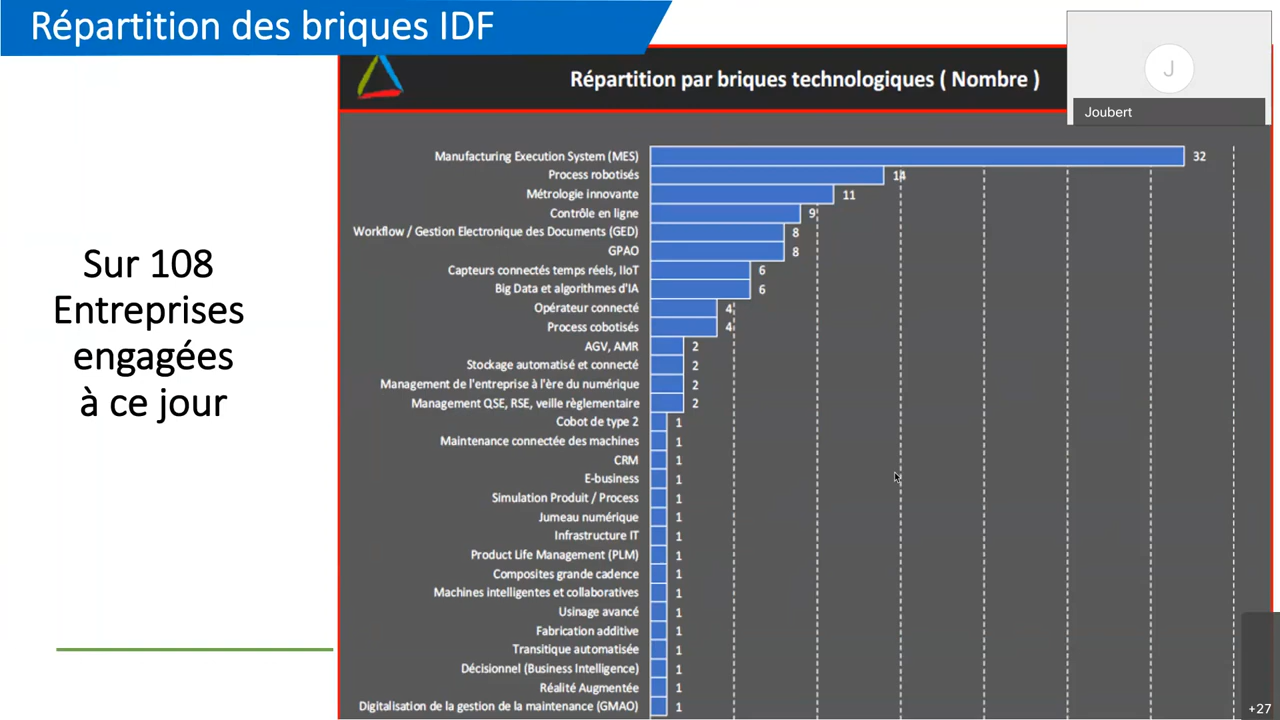 Répartition des briques IDF
Répartition par briques technologiques ( Nombre )
J
Joubert
Sur 108
Entreprises
engagées
à ce jour
Manufacturing Execution System (MES) 32
Process robotisés 14
Métrologie innovante 11
Contrôle en ligne 9
Workflow / Gestion Electronique des Documents (GED) 8
GPAO 8
Capteurs connectés temps réels, IIoT 6
Big Data et algorithmes d'IA 6
Opérateur connecté 4
Process cobotisés 4
AGV, AMR 2
Stockage automatisé et connecté 2
Management de l'entreprise à l'ère du numérique 2
Management QSE, RSE, veille règlementaire 2
Cobot de type 2 1
Maintenance connectée des machines 1
CRM 1
E-business 1
Simulation Produit / Process 1
Jumeau numérique 1
Infrastructure IT 1
Product Life Management (PLM) 1
Composites grande cadence 1
Machines intelligentes et collaboratives 1
Usinage avancé 1
Fabrication additive 1
Transitique automatisée 1
Décisionnel (Business Intelligence) 1
Réalité Augmentée 1
Digitalisation de la gestion de la maintenance (GMAO) 1
+27